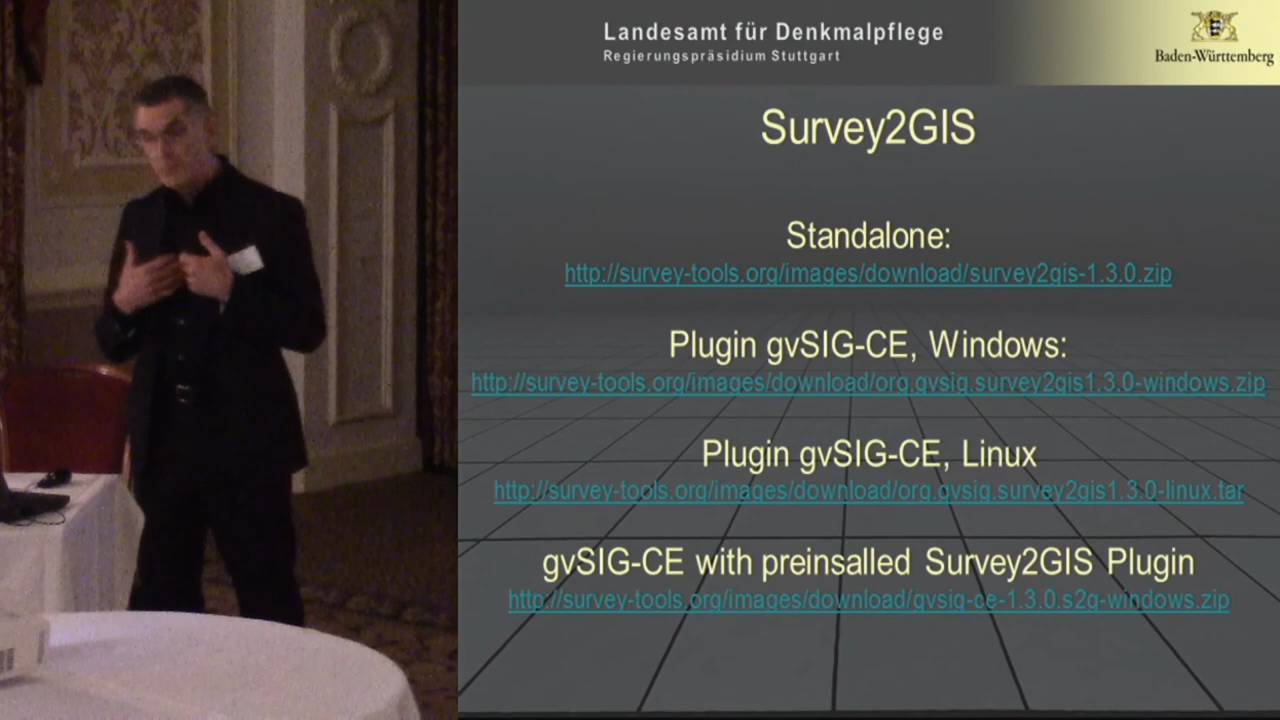 Landesamt für Denkmalpflege
Regierungspräsidium Stuttgart
Baden-Württemberg
Survey2GIS
Standalone:
http://survey-tools.org/images/download/survey2gis-1.3.0.zip
Plugin gvSIG-CE, Windows:
http://survey-tools.org/images/download/org.gvsig.survey2gis1.3.0-windows.zip
Plugin gvSIG-CE, Linux
http://survey-tools.org/images/download/org.gvsig.survey2gis1.3.0-linux.tar
gvSIG-CE with preinsalled Survey2GIS Plugin
http://survey-tools.org/images/download/gvsig-ce-1.3.0.s2g-windows.zip